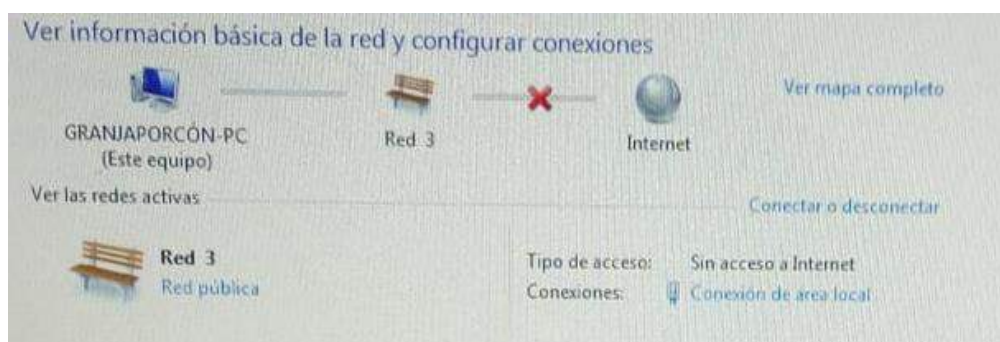 Ver información básica de la red y configurar conexiones
Ver mapa completo
GRANJAPORCÓN-PC
(Este equipo)
Red 3
Internet
Ver las redes activas
Conectar o desconectar
Red 3
Red pública
Tipo de acceso: Sin acceso a Internet
Conexiones: Conexión de área local